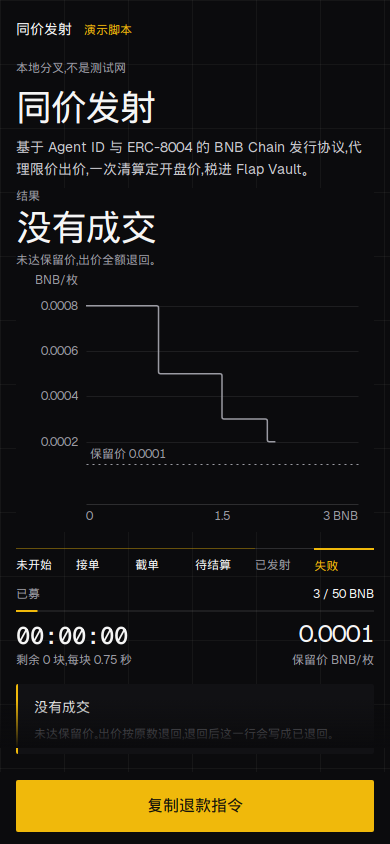 同价发射 演示脚本
本地分叉,不是测试网
同价发射
基于 Agent ID 与 ERC-8004 的 BNB Chain 发行协议,代
理限价出价,一次清算定开盘价,税进 Flap Vault。
结果
没有成交
未达保留价,出价全额退回。
BNB/枚
0.0008
0.0006
0.0004
0.0002
保留价 0.0001
0 1.5 3 BNB
未开始 接单 截单 待结算 已发射 失败
已募 3 / 50 BNB
00:00:00 0.0001
剩余 0 块,每块 0.75 秒 保留价 BNB/枚
没有成交
未达保留价,出价按原数退回,退回后这一行会写成已退回。
复制退款指令